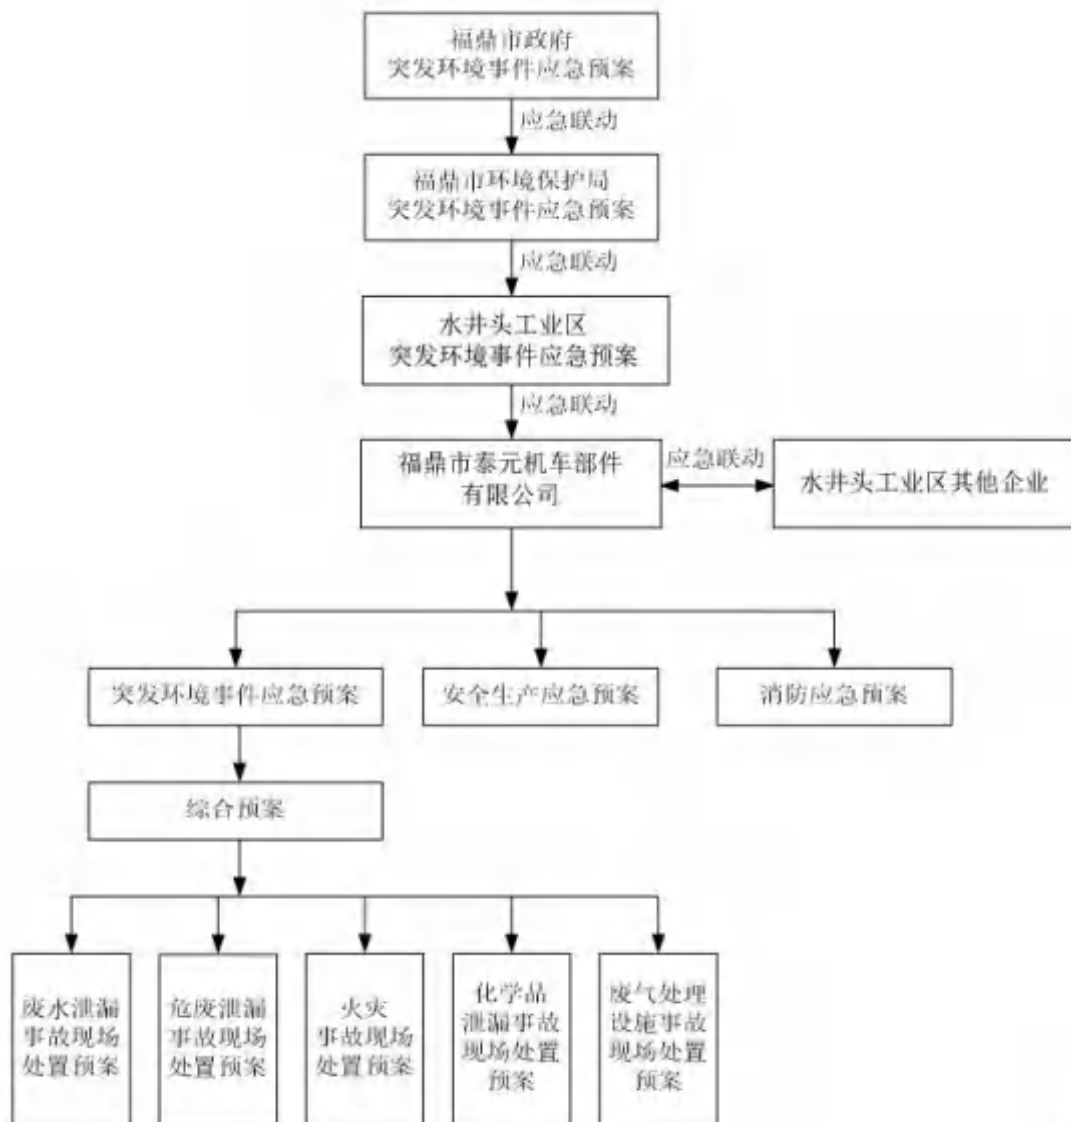 福鼎市政府
突发环境事件应急预案
应急联动
福鼎市环境保护局
突发环境事件应急预案
应急联动
水井头工业区
突发环境事件应急预案
应急联动
福鼎市泰元机车部件
有限公司
应急联动
水井头工业区其他企业
突发环境事件应急预案
安全生产应急预案
消防应急预案
综合预案
废水泄漏
事故现场
处置预案
危废泄漏
事故现场
处置预案
火灾
事故现场
处置预案
化学品
泄漏事故
现场处置
预案
废气处理
设施事故
现场处置
预案